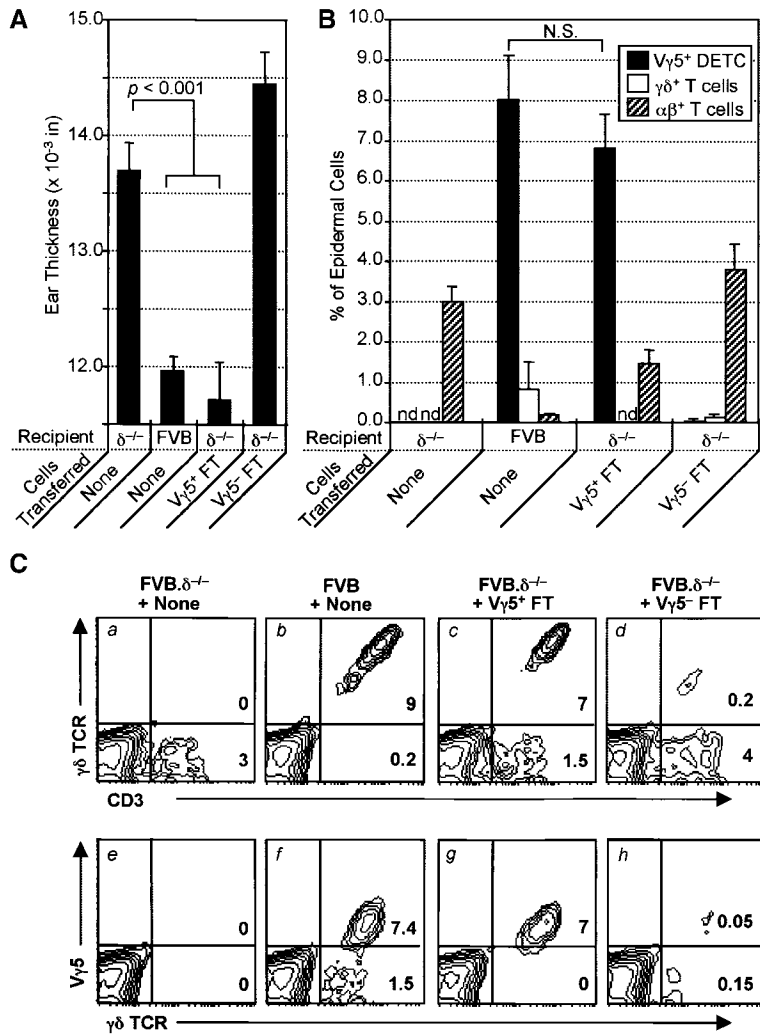 A
Ear Thickness (x 10⁻³ in)
15.0
14.0
13.0
12.0
p < 0.001
Recipient
δ⁻/⁻
FVB
δ⁻/⁻
δ⁻/⁻
Cells Transferred
None
None
Vγ5⁺ FT
Vγ5⁻ FT
B
% of Epidermal Cells
10.0
9.0
8.0
7.0
6.0
5.0
4.0
3.0
2.0
1.0
0.0
N.S.
Vγ5⁺ DETC
γδ⁺ T cells
αβ⁺ T cells
nd nd
nd
Recipient
δ⁻/⁻
FVB
δ⁻/⁻
δ⁻/⁻
Cells Transferred
None
None
Vγ5⁺ FT
Vγ5⁻ FT
C
FVB.δ⁻/⁻
+ None
FVB
+ None
FVB.δ⁻/⁻
+ Vγ5⁺ FT
FVB.δ⁻/⁻
+ Vγ5⁻ FT
γδ TCR
a
0
3
b
9
0.2
c
7
1.5
d
0.2
4
CD3
Vγ5
e
0
0
f
7.4
1.5
g
7
0
h
0.05
0.15
γδ TCR